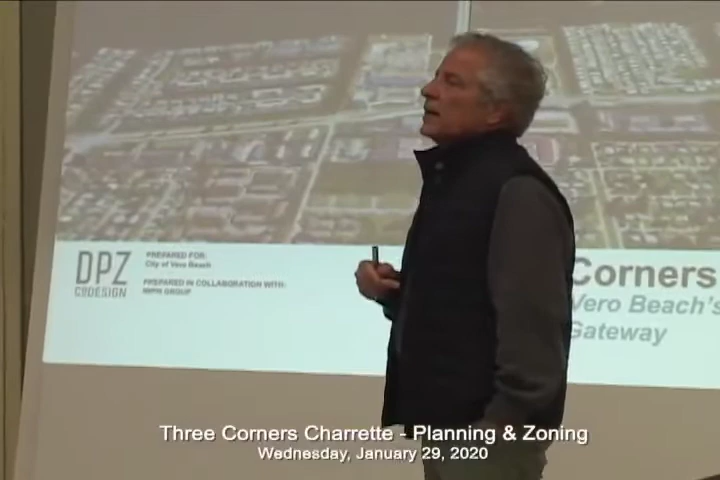 DPZ
CODESIGN
PREPARED FOR:
City of Vero Beach
PREPARED IN COLLABORATION WITH:
GROUP
Corners
Vero Beach's
Gateway
Three Corners Charrette - Planning & Zoning
Wednesday, January 29, 2020